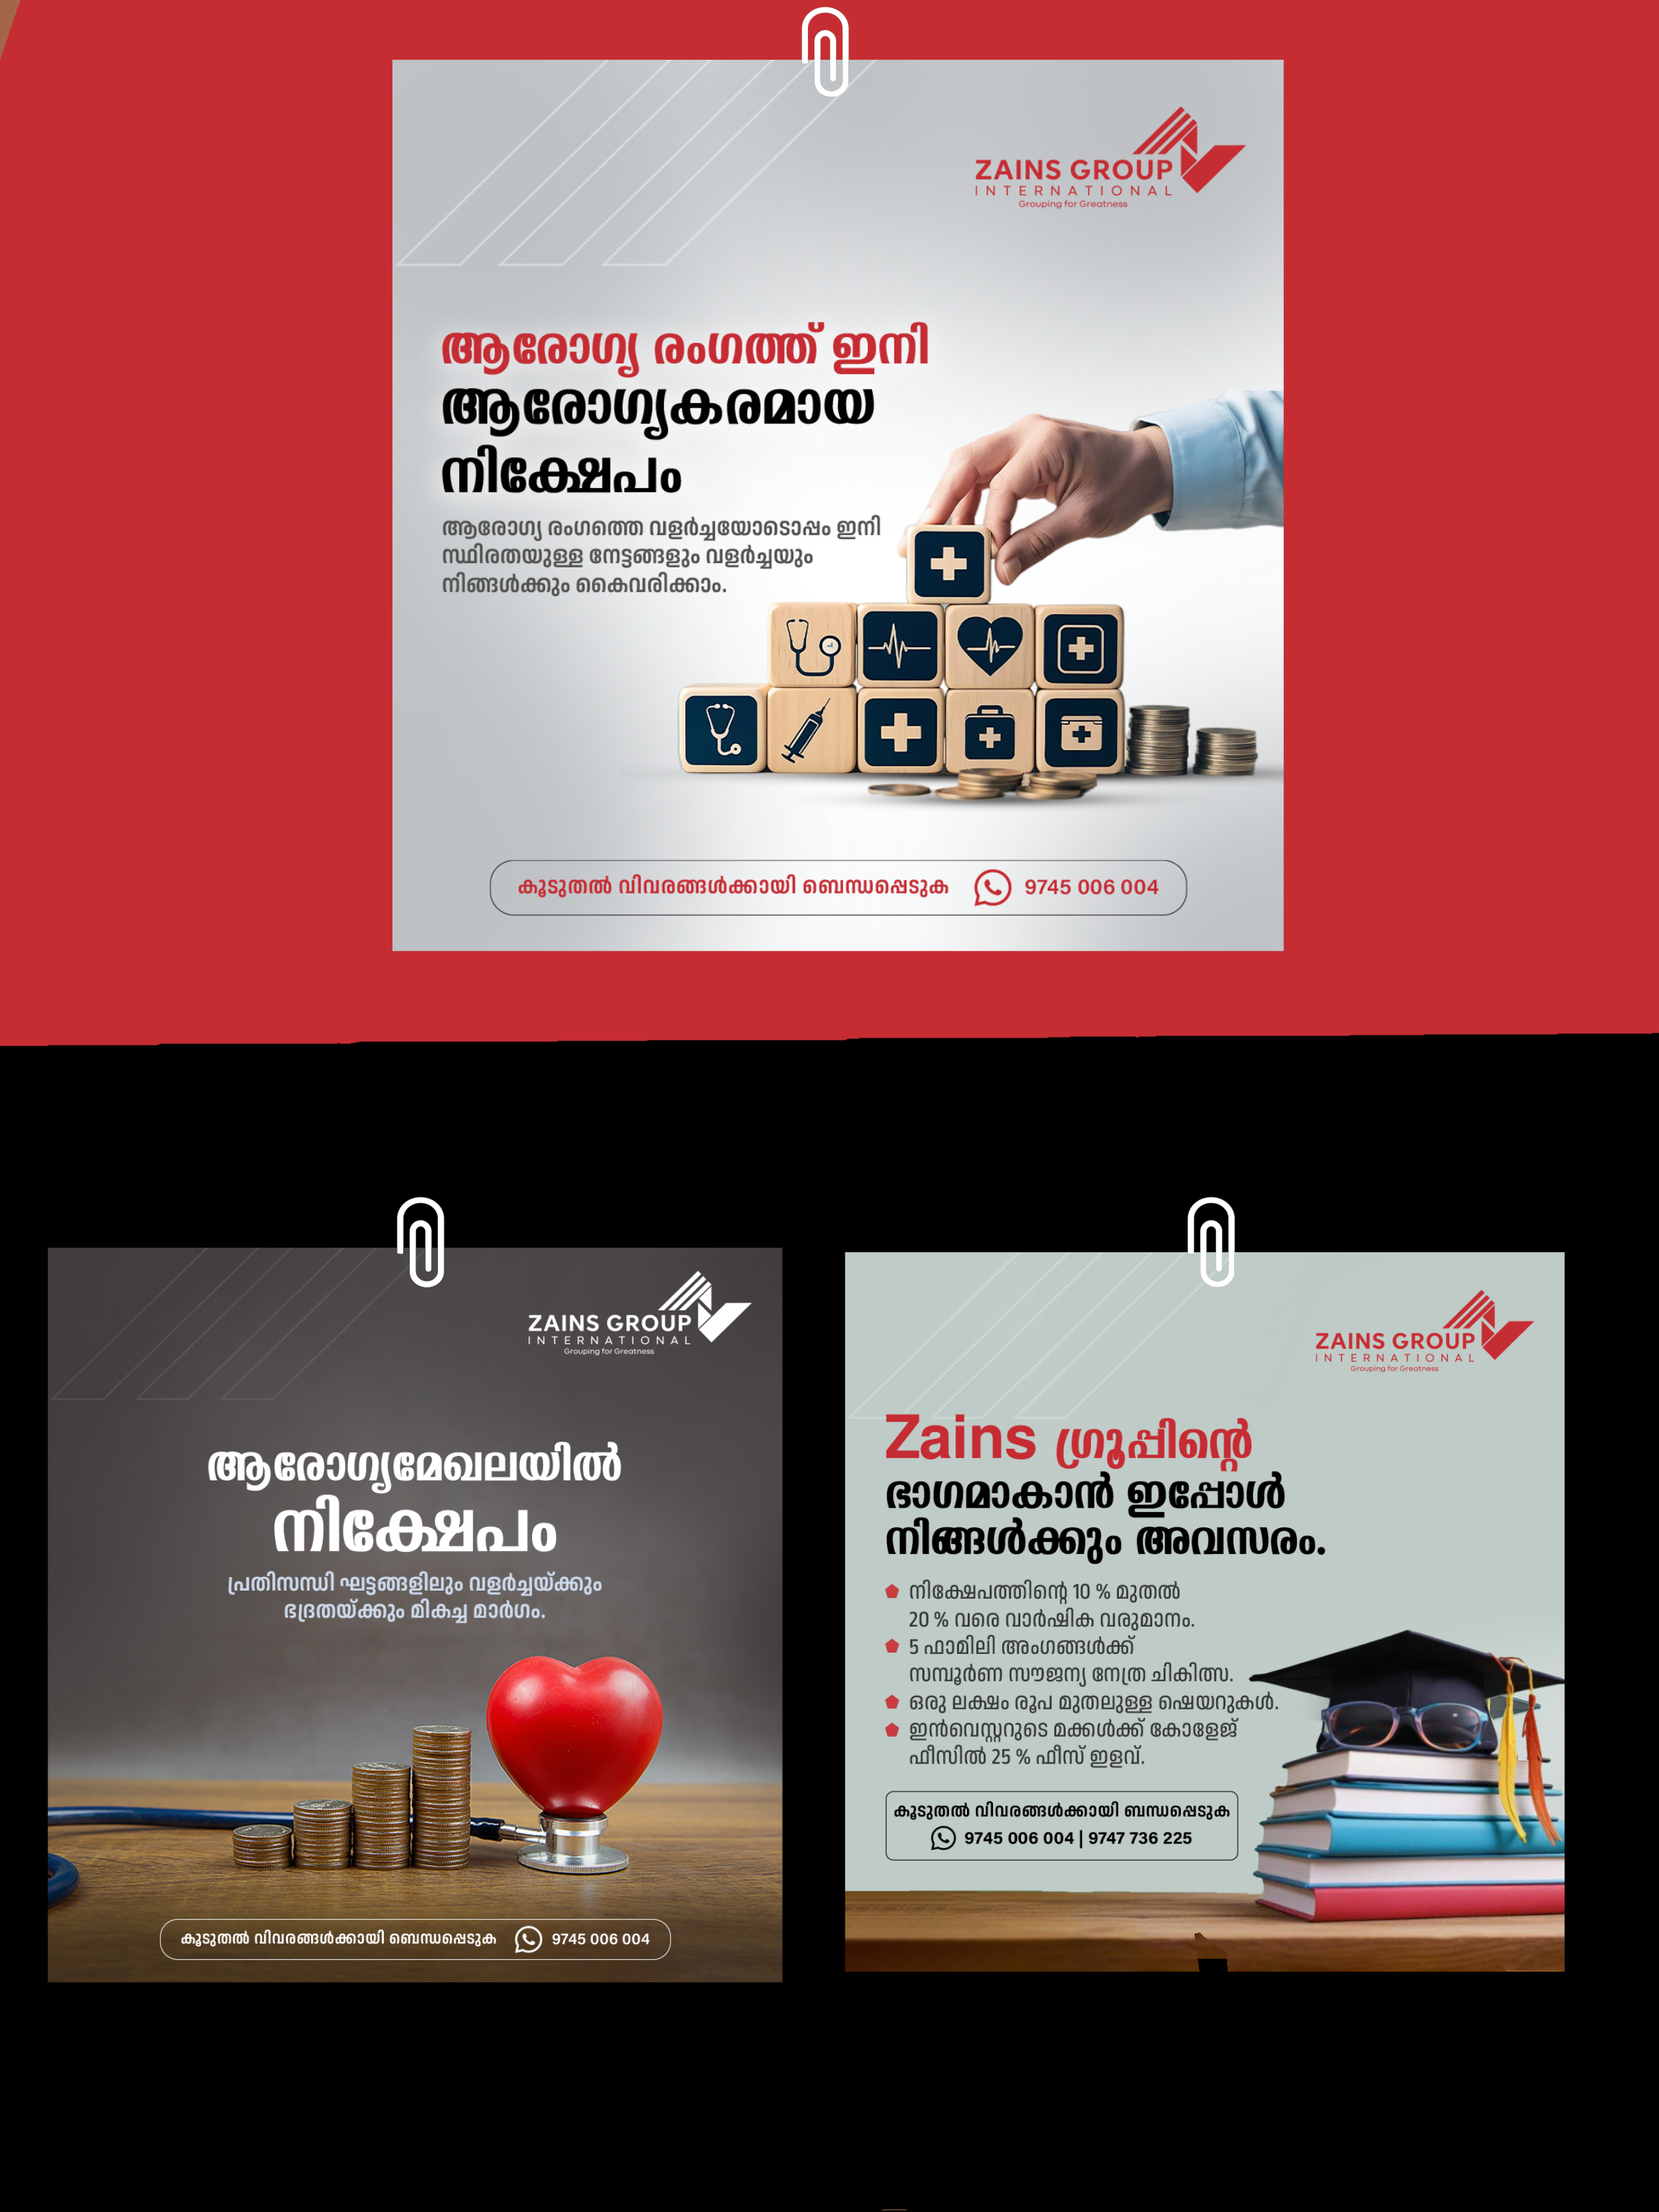 ZAINS GROUP
INTERNATIONAL
Grouping for Greatness
ആരോഗ്യ രംഗത്ത് ഇനി
ആരോഗ്യകരമായ
നിക്ഷേപം
ആരോഗ്യ രംഗത്തെ വളർച്ചയോടൊപ്പം ഇനി
സ്ഥിരതയുള്ള നേട്ടങ്ങളും വളർച്ചയും
നിങ്ങൾക്കും കൈവരിക്കാം.
കൂടുതൽ വിവരങ്ങൾക്കായി ബെന്ധപ്പെടുക 9745 006 004
ZAINS GROUP
INTERNATIONAL
Grouping for Greatness
ആരോഗ്യമേഖലയിൽ
നിക്ഷേപം
പ്രതിസന്ധി ഘട്ടങ്ങളിലും വളർച്ചയ്ക്കും
ഭദ്രതയ്ക്കും മികച്ച മാർഗം.
കൂടുതൽ വിവരങ്ങൾക്കായി ബെന്ധപ്പെടുക 9745 006 004
ZAINS GROUP
INTERNATIONAL
Grouping for Greatness
Zains ഗ്രൂപ്പിന്റെ
ഭാഗമാകാൻ ഇപ്പോൾ
നിങ്ങൾക്കും അവസരം.
നിക്ഷേപത്തിന്റെ 10 % മുതൽ
20 % വരെ വാർഷിക വരുമാനം.
5 ഫാമിലി അംഗങ്ങൾക്ക്
സമ്പൂർണ സൗജന്യ നേത്ര ചികിത്സ.
ഒരു ലക്ഷം രൂപ മുതലുള്ള ഷെയറുകൾ.
ഇൻവെസ്റ്ററുടെ മക്കൾക്ക് കോളേജ്
ഫീസിൽ 25 % ഫീസ് ഇളവ്.
കൂടുതൽ വിവരങ്ങൾക്കായി ബന്ധപ്പെടുക
9745 006 004 | 9747 736 225